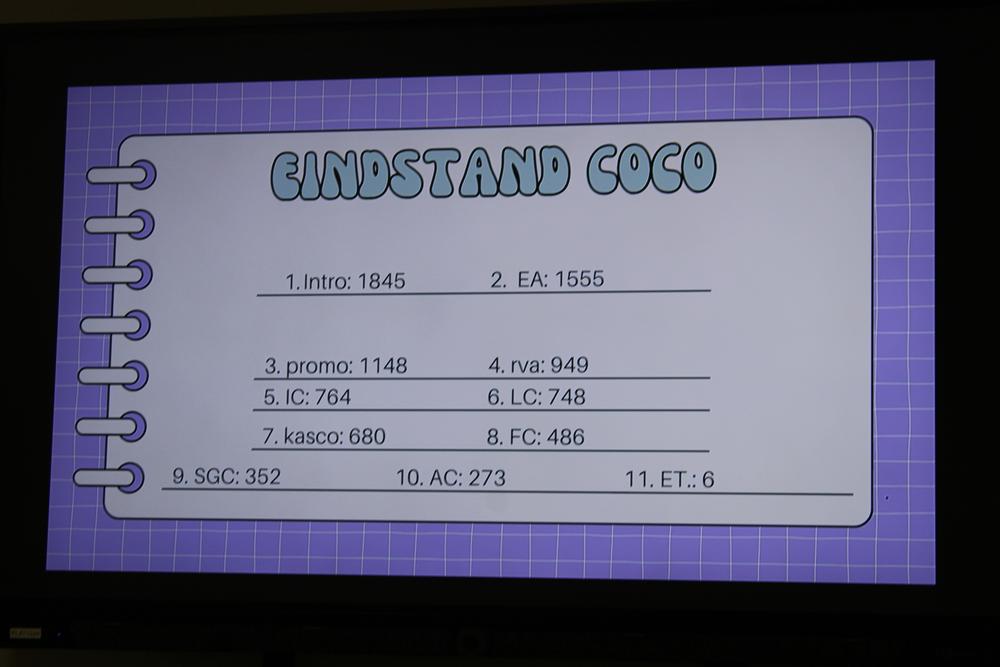 EINDSTAND COCO
1. Intro: 1845 2. EA: 1555
3. promo: 1148 4. rva: 949
5. IC: 764 6. LC: 748
7. kasco: 680 8. FC: 486
9. SGC: 352 10. AC: 273 11. ET.: 6